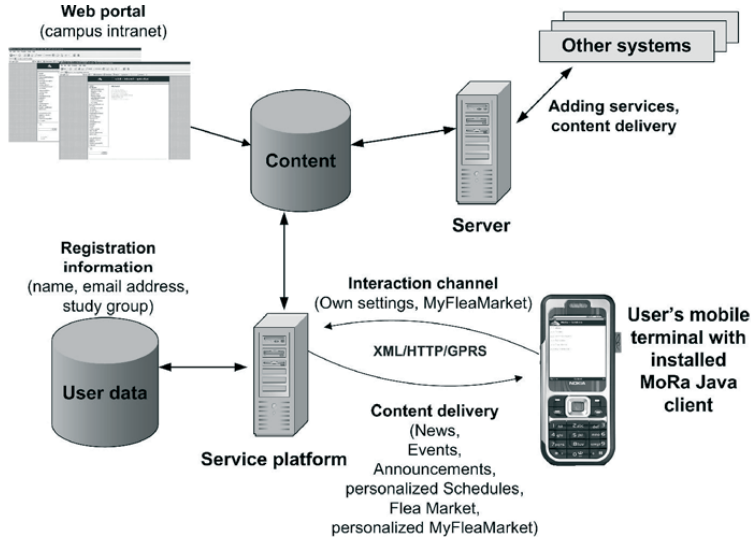 Web portal
(campus intranet)
Other systems
Content
Adding services,
content delivery
Server
Registration
information
(name, email address,
study group)
Interaction channel
(Own settings, MyFleaMarket)
User's mobile
terminal with
installed
MoRa Java
client
XML/HTTP/GPRS
NOKIA
User data
Service platform
Content delivery
(News,
Events,
Announcements,
personalized Schedules,
Flea Market,
personalized MyFleaMarket)